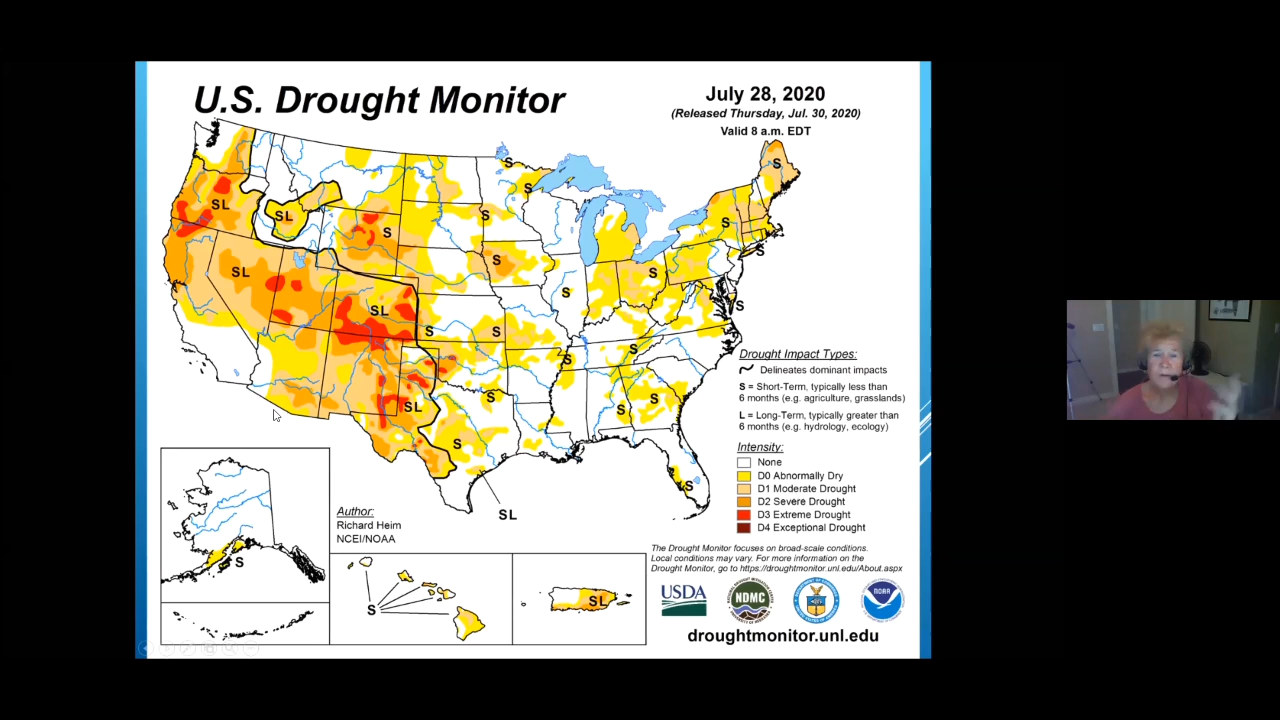 U.S. Drought Monitor
July 28, 2020
(Released Thursday, Jul. 30, 2020)
Valid 8 a.m. EDT
S
S
S
SL
SL
S
S
S
SL
S
S
SL
S
S
S
S
S
S
S
S
SL
S
S
S
S
S
SL
Drought Impact Types:
Delineates dominant impacts
S = Short-Term, typically less than
6 months (e.g. agriculture, grasslands)
L = Long-Term, typically greater than
6 months (e.g. hydrology, ecology)
Intensity:
None
D0 Abnormally Dry
D1 Moderate Drought
D2 Severe Drought
D3 Extreme Drought
D4 Exceptional Drought
Author:
Richard Heim
NCEI/NOAA
S
S
SL
The Drought Monitor focuses on broad-scale conditions.
Local conditions may vary. For more information on the
Drought Monitor, go to https://droughtmonitor.unl.edu/About.aspx
USDA
NDMC
NOAA
droughtmonitor.unl.edu